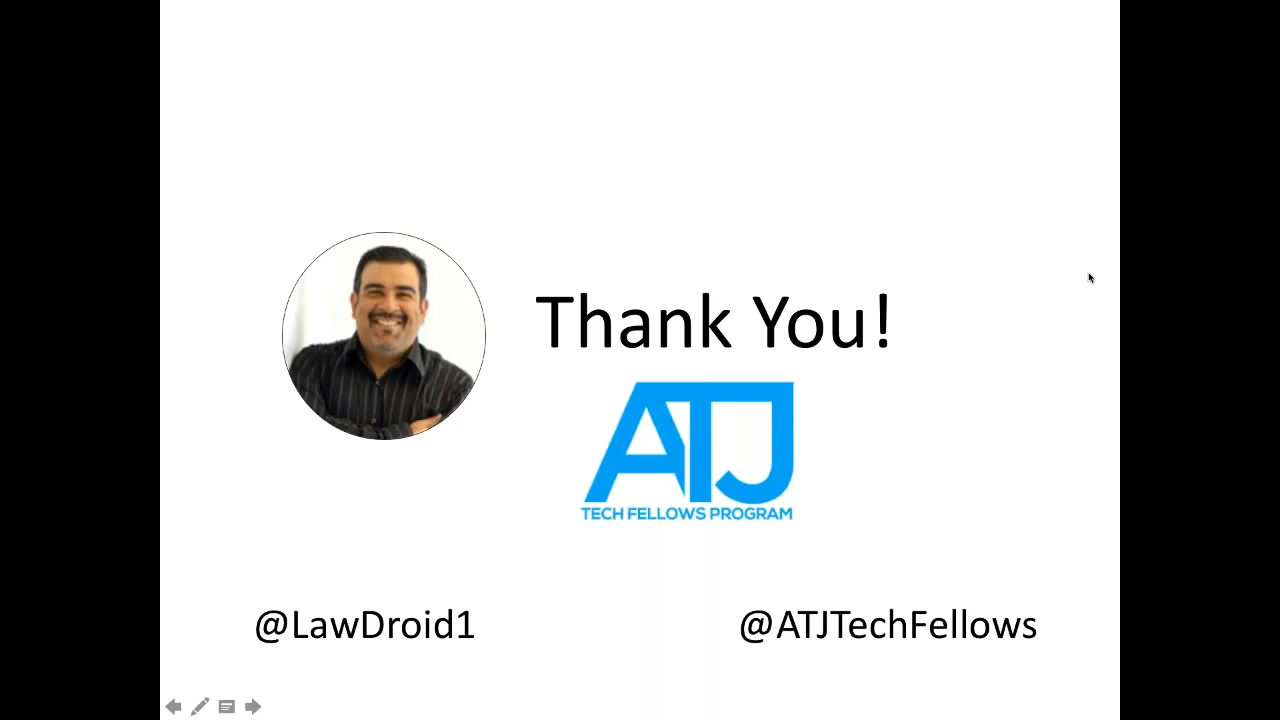 Thank You!
ATJ
TECH FELLOWS PROGRAM
@LawDroid1
@ATJTechFellows